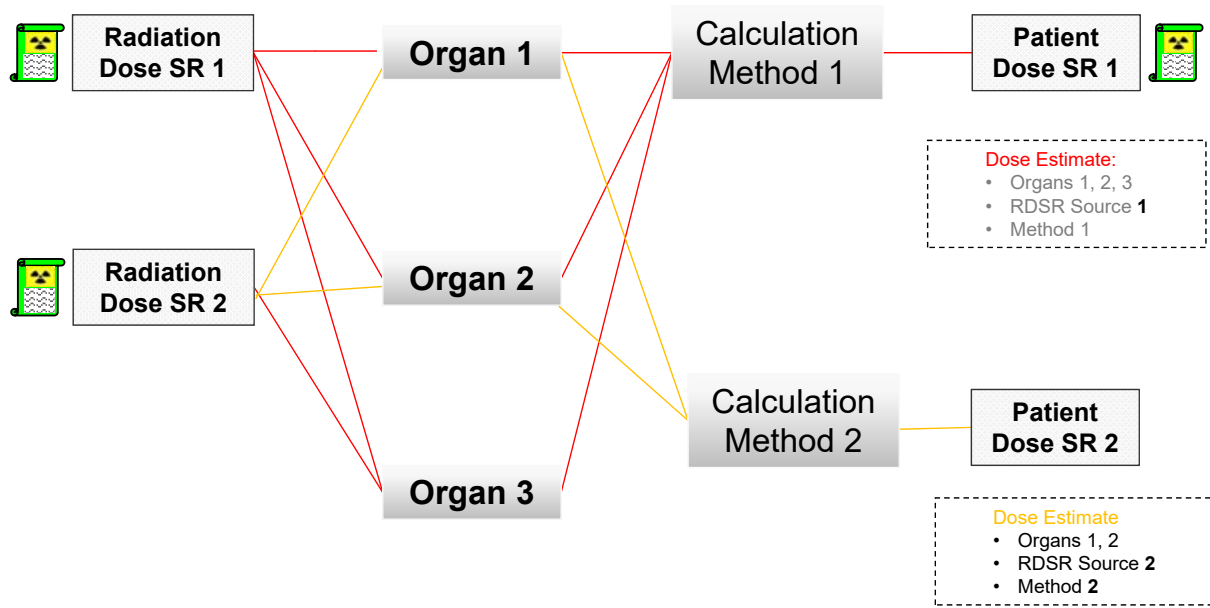 Radiation
Dose SR 1
Organ 1
Calculation
Method 1
Patient
Dose SR 1
Dose Estimate:
• Organs 1, 2, 3
• RDSR Source 1
• Method 1
Radiation
Dose SR 2
Organ 2
Calculation
Method 2
Patient
Dose SR 2
Organ 3
Dose Estimate
• Organs 1, 2
• RDSR Source 2
• Method 2